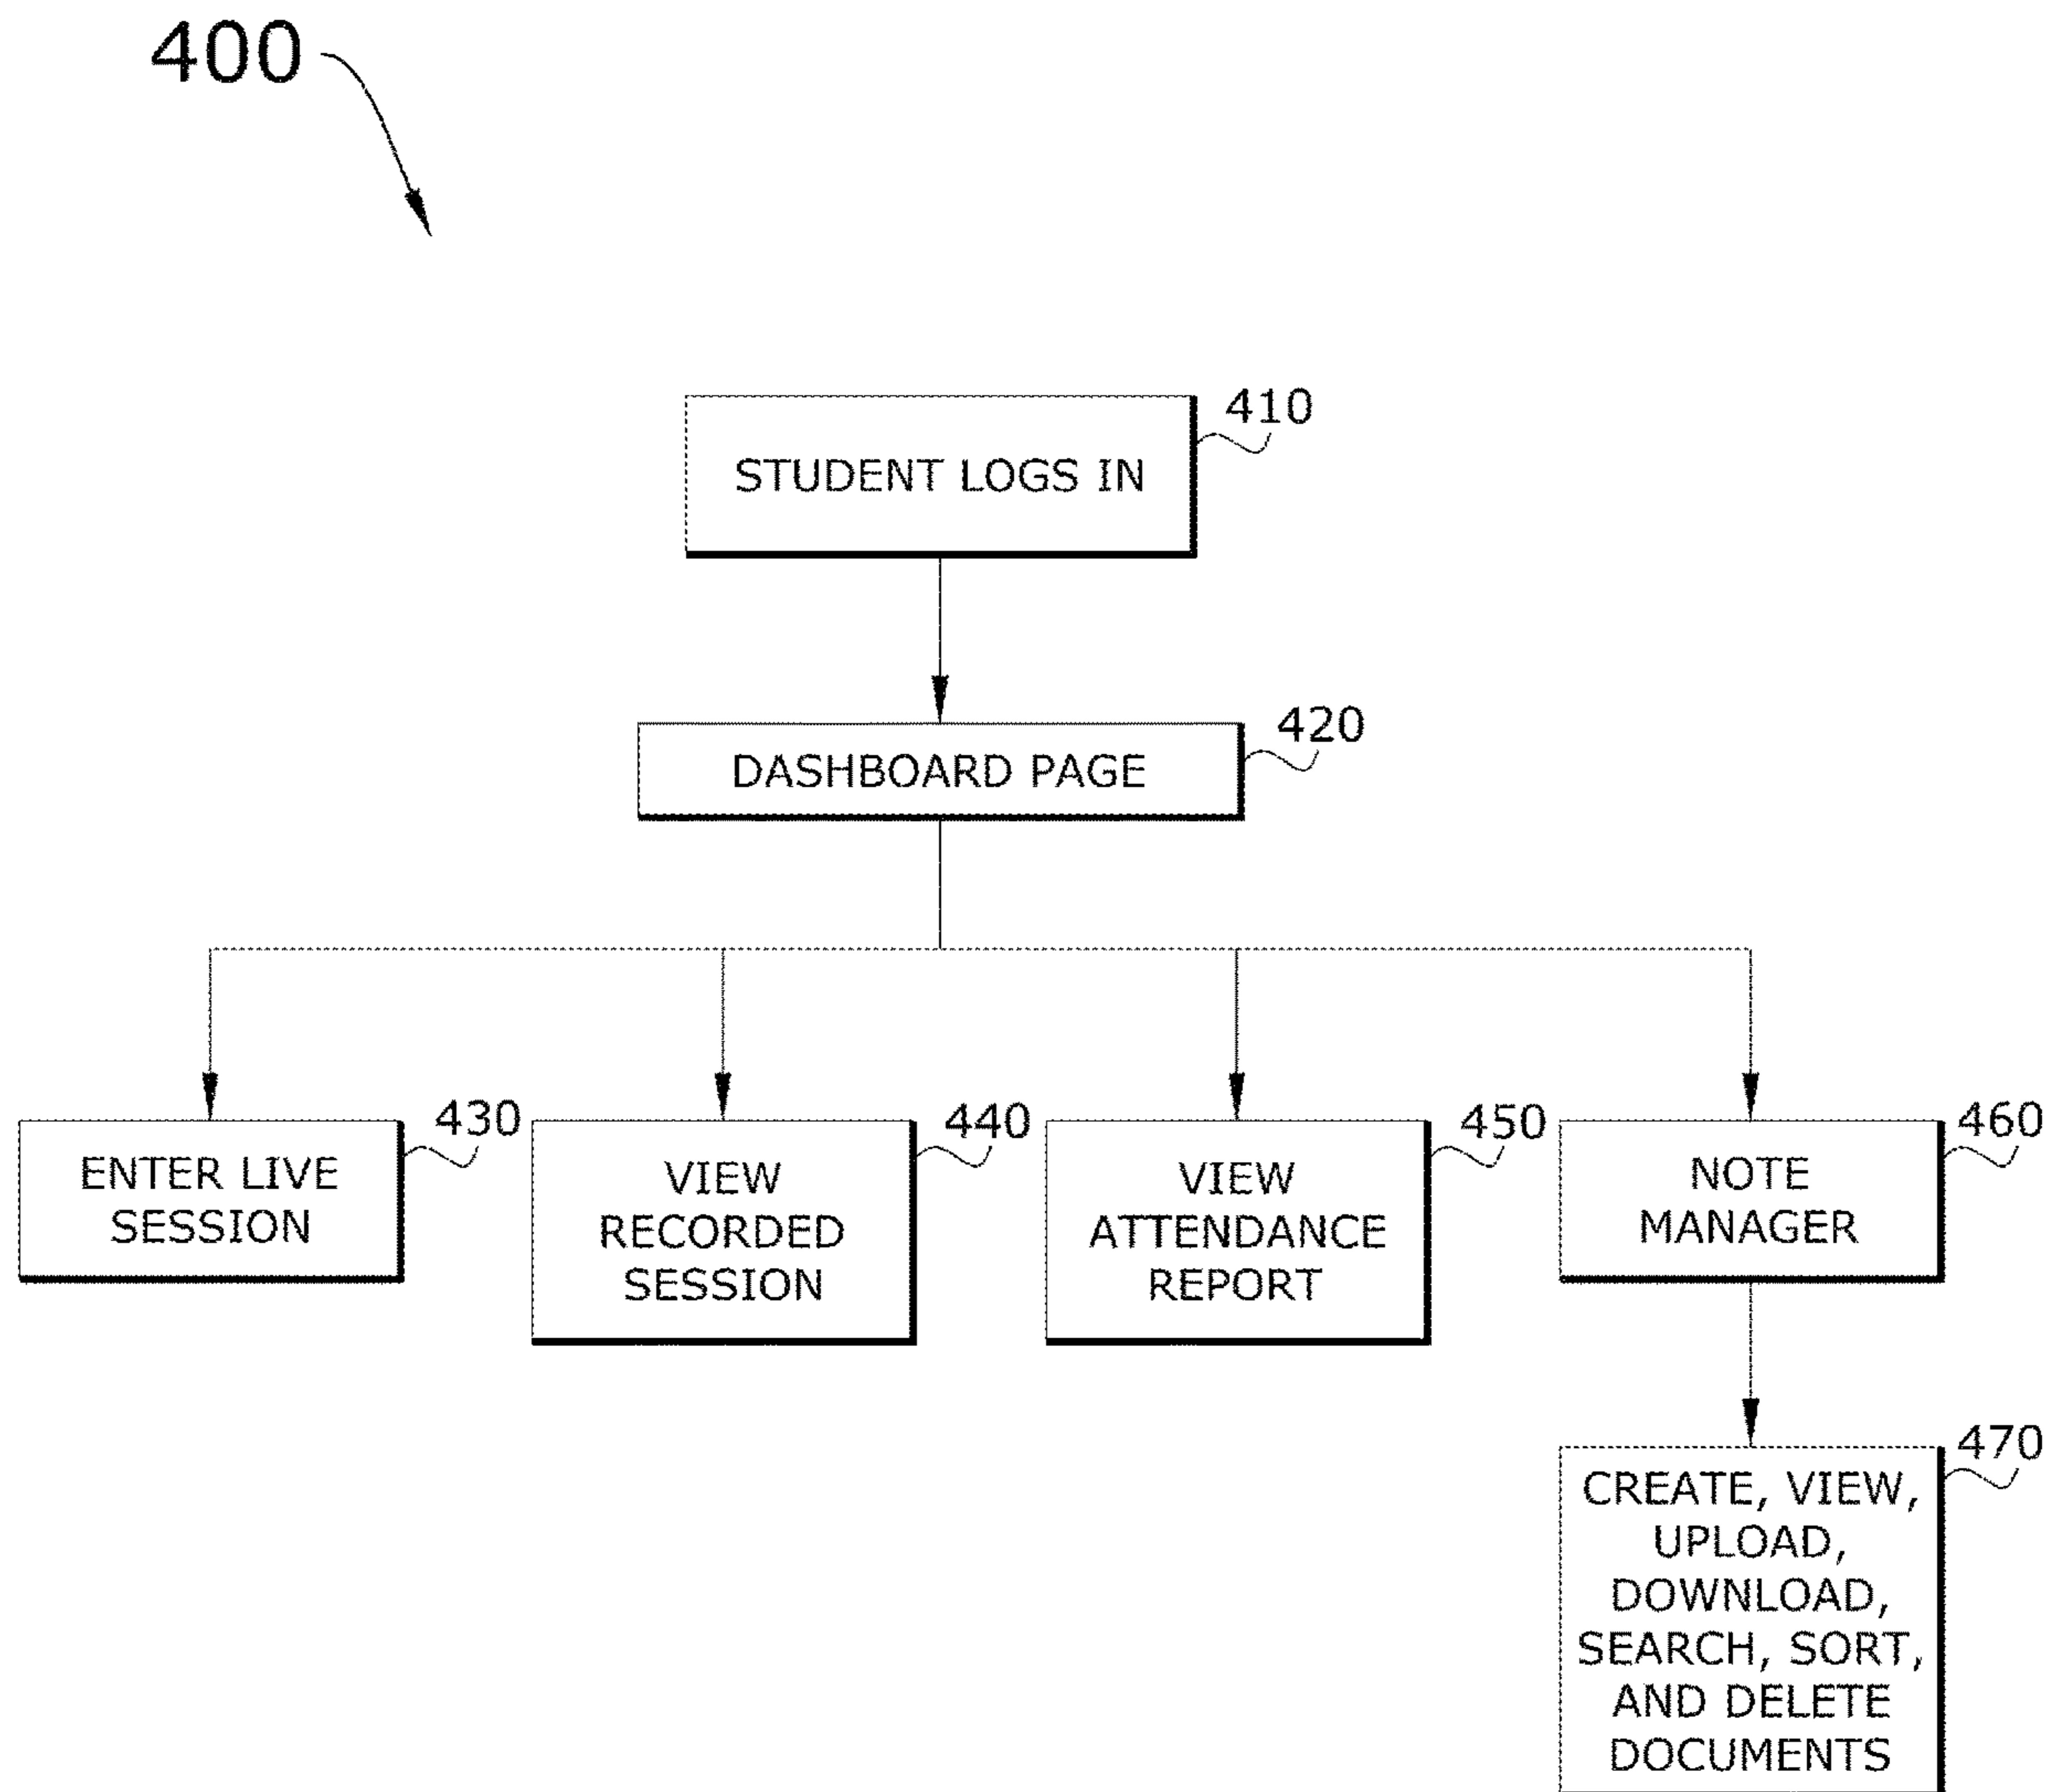 400
410
STUDENT LOGS IN
420
DASHBOARD PAGE
430
ENTER LIVE
SESSION
440
VIEW
RECORDED
SESSION
450
VIEW
ATTENDANCE
REPORT
460
NOTE
MANAGER
470
CREATE, VIEW,
UPLOAD,
DOWNLOAD,
SEARCH, SORT,
AND DELETE
DOCUMENTS